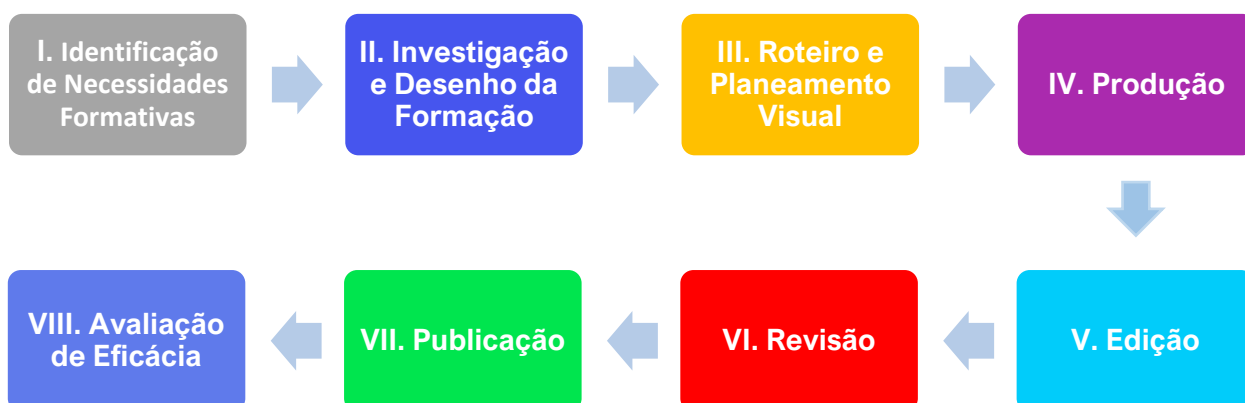 I. Identificação
de Necessidades
Formativas
II. Investigação
e Desenho da
Formação
III. Roteiro e
Planeamento
Visual
IV. Produção
V. Edição
VI. Revisão
VII. Publicação
VIII. Avaliação
de Eficácia